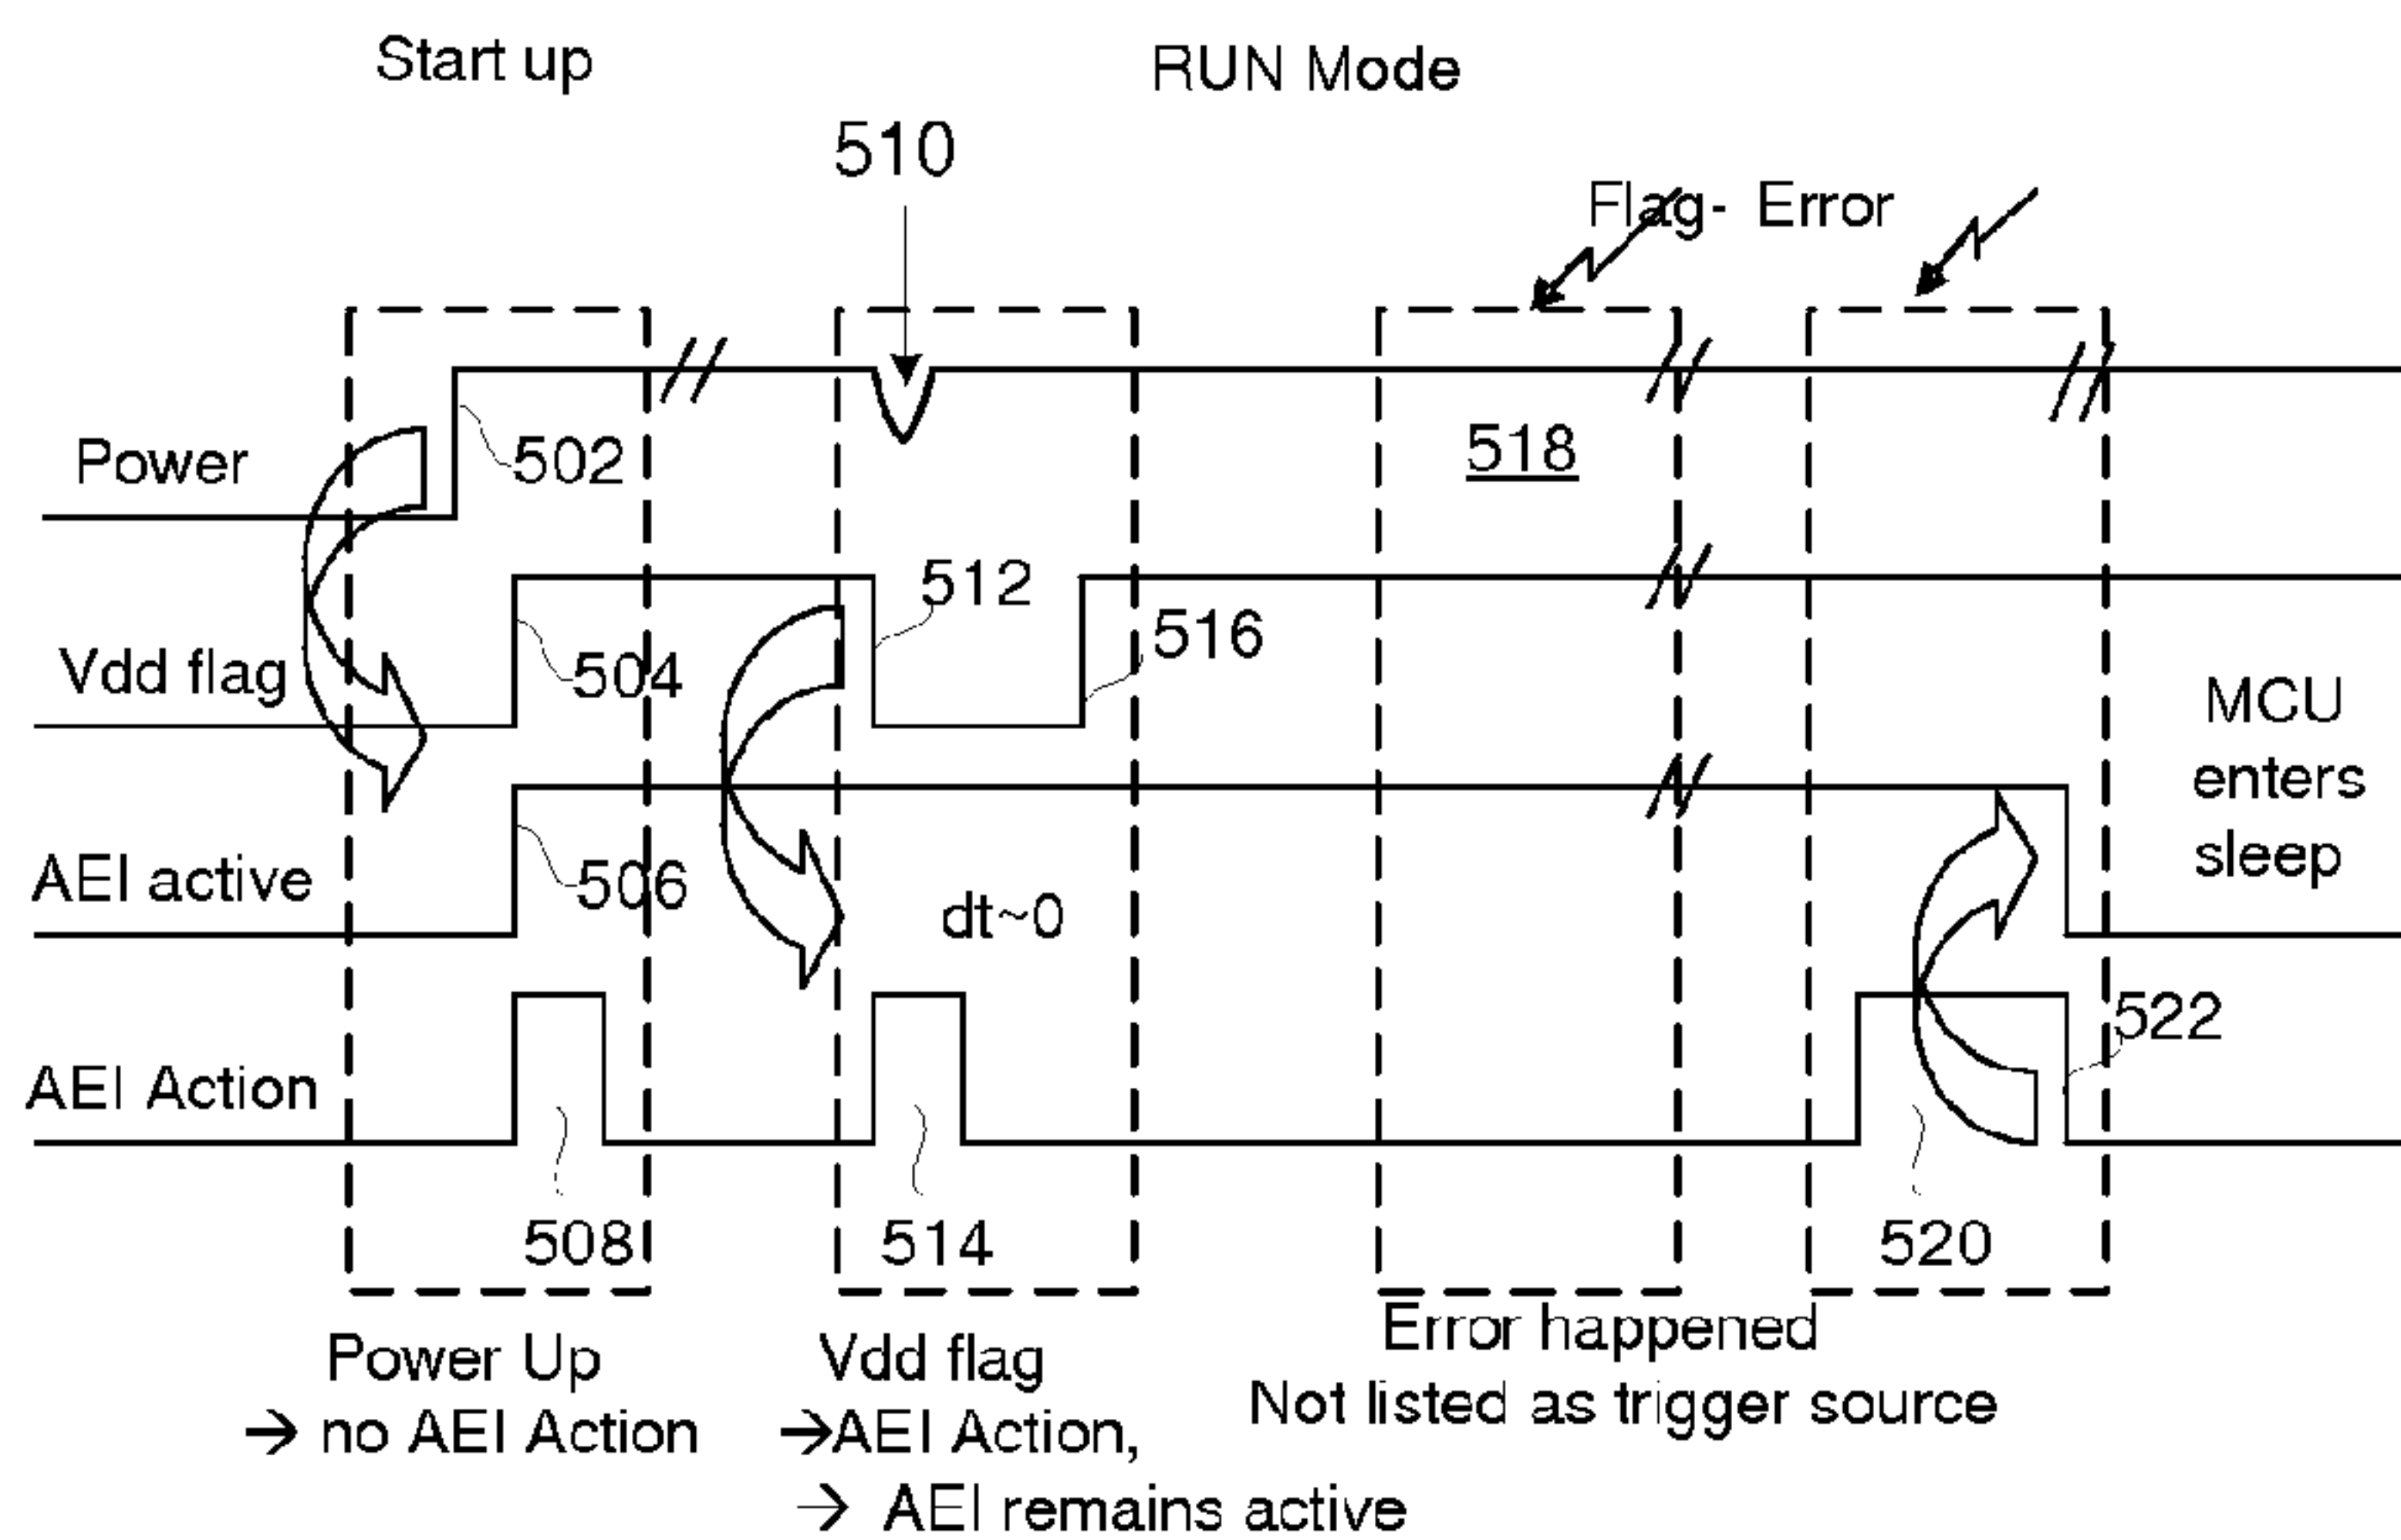 Start up
RUN Mode
510
Flag- Error
Power
502
518
512
516
Vdd flag
504
MCU
enters
sleep
AEI active
506
dt~0
522
AEI Action
508
514
520
Power Up
→ no AEI Action
Vdd flag
→AEI Action,
→ AEI remains active
Error happened
Not listed as trigger source